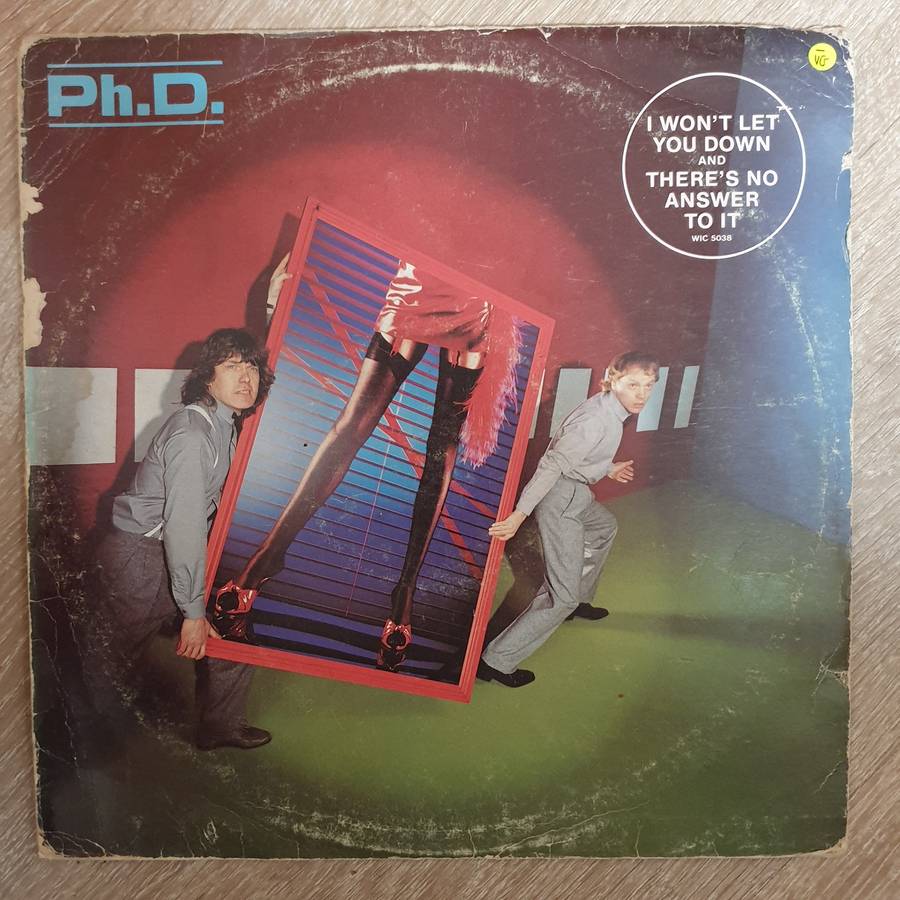 Ph.D.
VG
I WON'T LET
YOU DOWN
AND
THERE'S NO
ANSWER
TO IT
WIC 5038